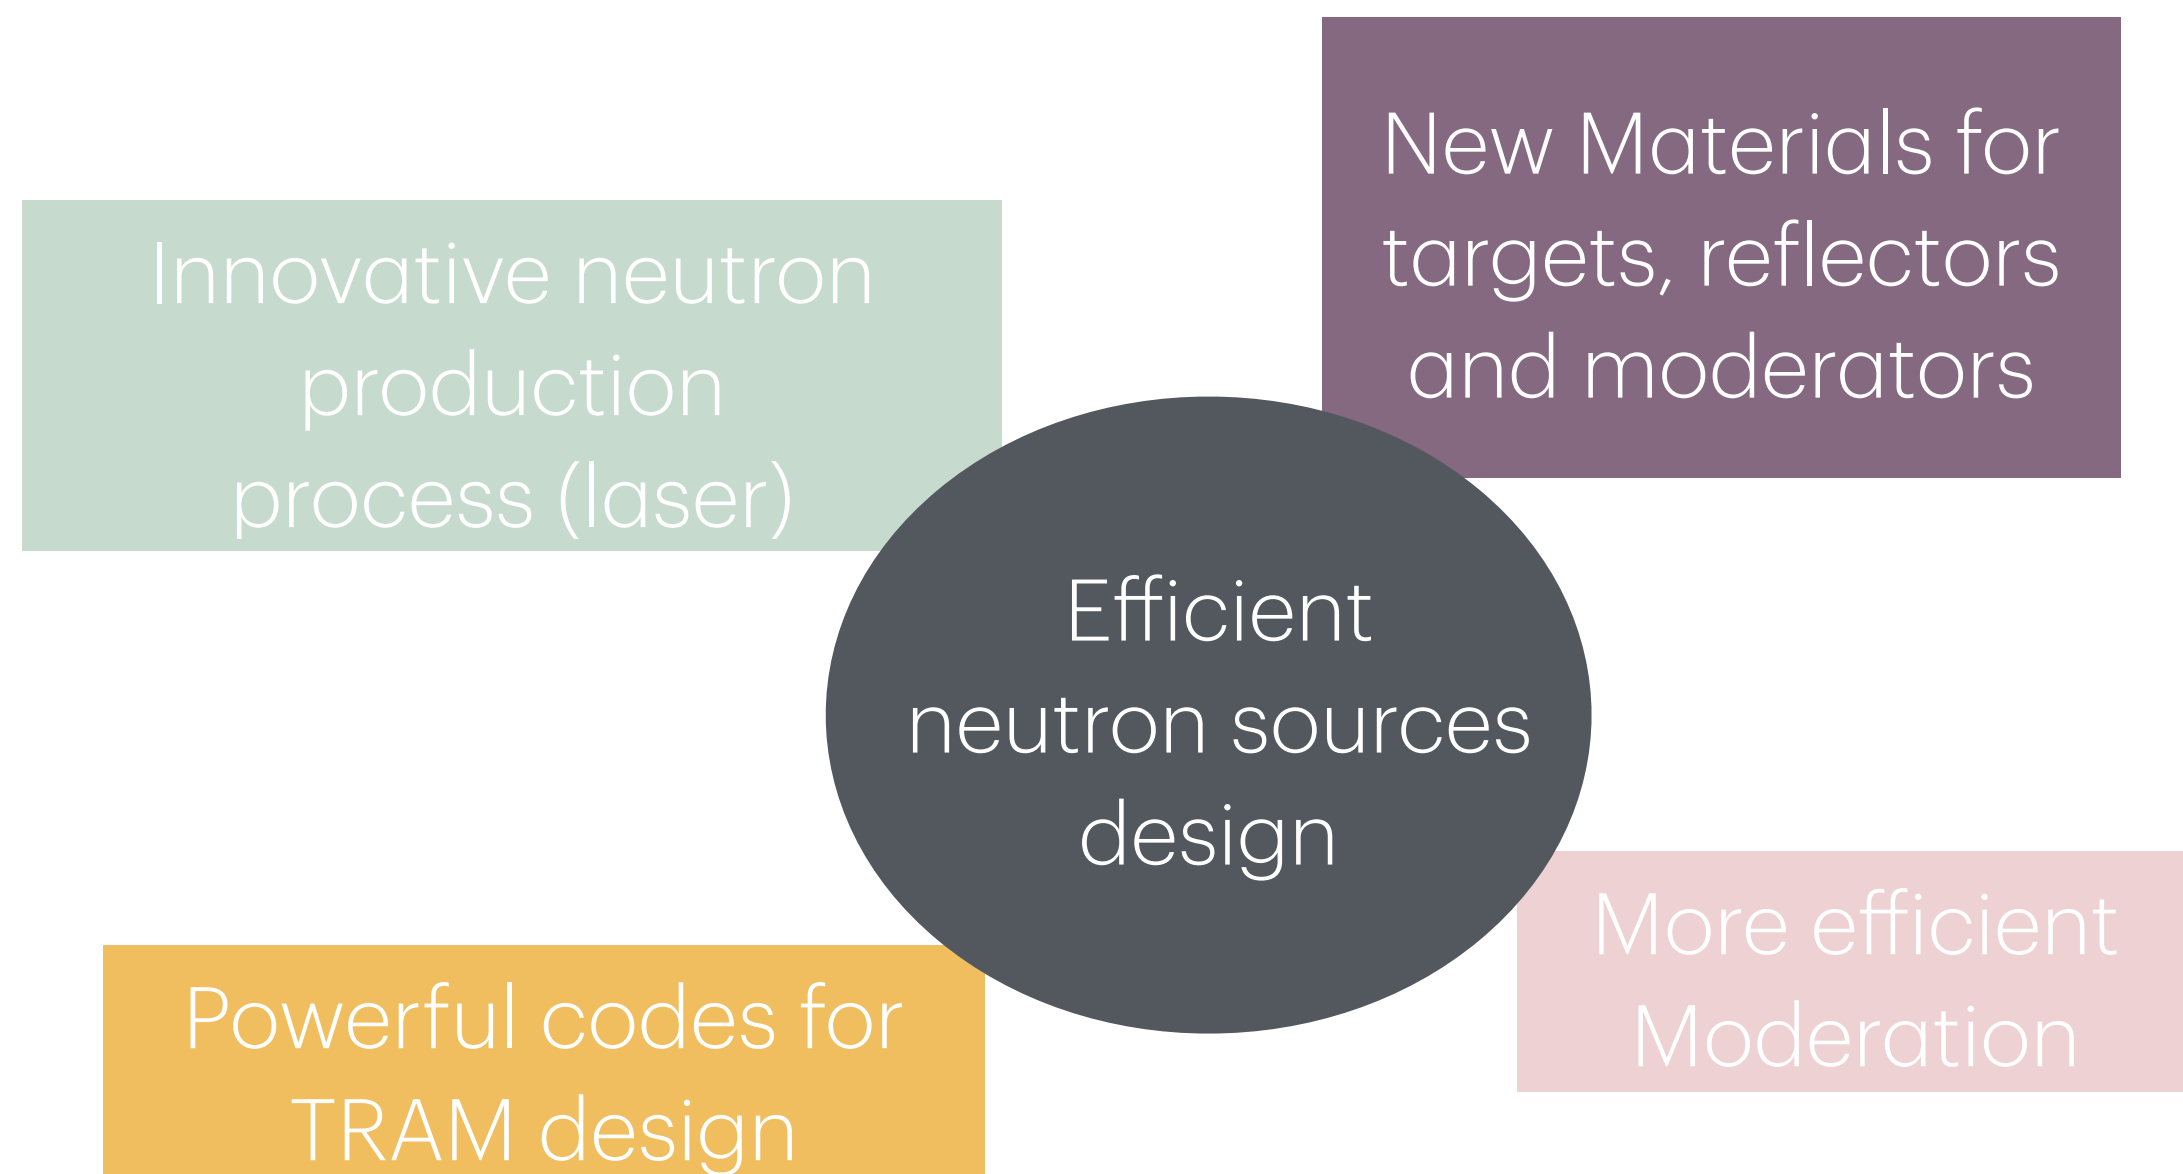 New Materials for
targets, reflectors
and moderators
Innovative neutron
production
process (laser)
Efficient
neutron sources
design
More efficient
Moderation
Powerful codes for
TRAM design